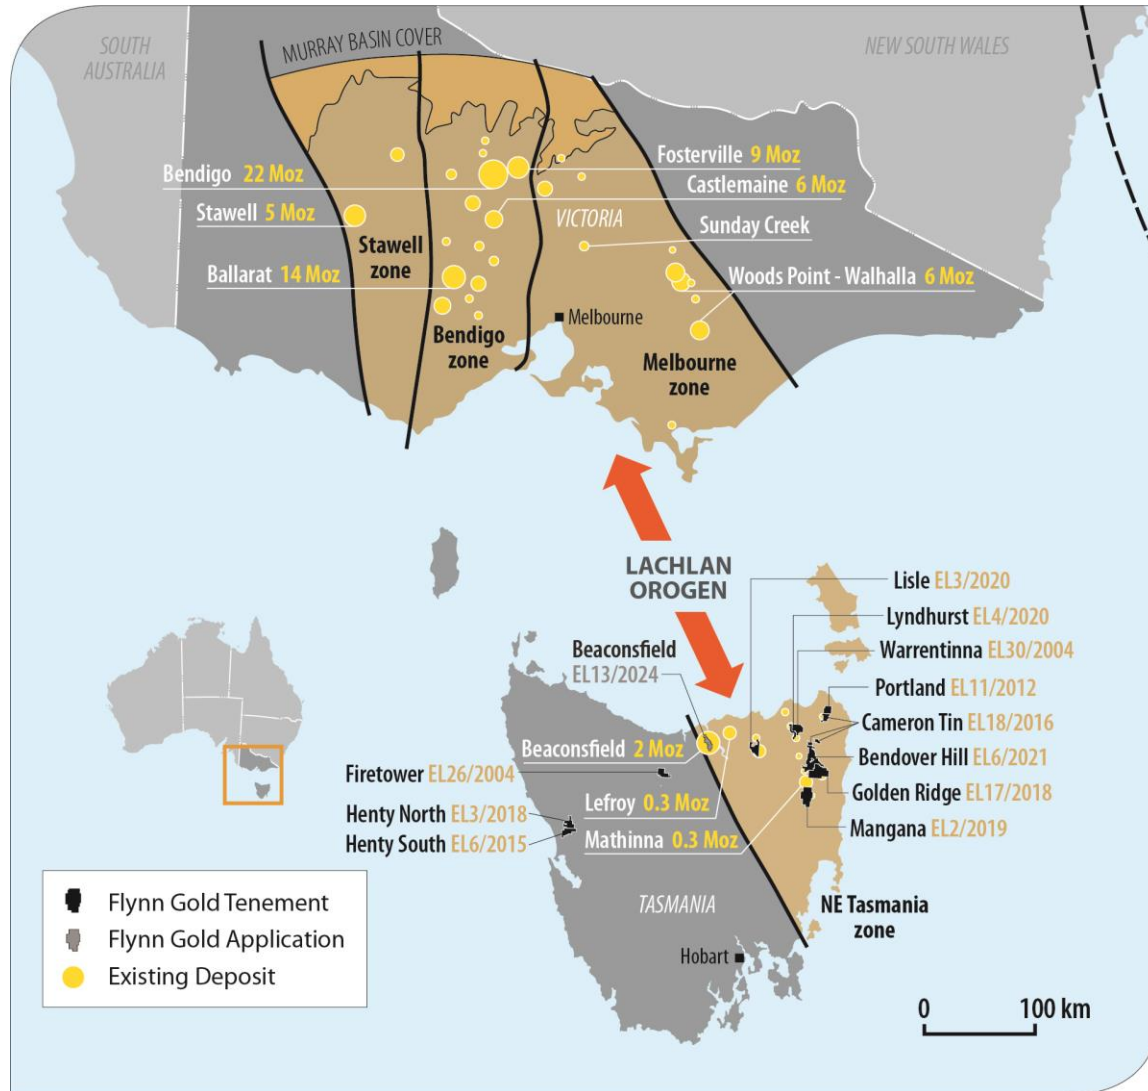 SOUTH
AUSTRALIA
MURRAY BASIN COVER
NEW SOUTH WALES
Bendigo 22 Moz
Fosterville 9 Moz
Castlemaine 6 Moz
Stawell 5 Moz
VICTORIA
Sunday Creek
Stawell
zone
Ballarat 14 Moz
Woods Point - Walhalla 6 Moz
Melbourne
Bendigo
zone
Melbourne
zone
LACHLAN
OROGEN
Lisle EL3/2020
Lyndhurst EL4/2020
Warrentinna EL30/2004
Beaconsfield
EL13/2024
Portland EL11/2012
Cameron Tin EL18/2016
Beaconsfield 2 Moz
Bendover Hill EL6/2021
Firetower EL26/2004
Golden Ridge EL17/2018
Lefroy 0.3 Moz
Henty North EL3/2018
Mangana EL2/2019
Henty South EL6/2015
Mathinna 0.3 Moz
Flynn Gold Tenement
Flynn Gold Application
Existing Deposit
TASMANIA
NE Tasmania
zone
Hobart
0 100 km